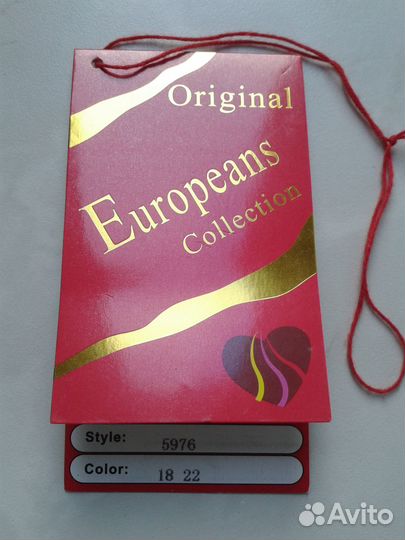 Original
Europeans
Collection
Style: 5976
Color: 18 22
Avito